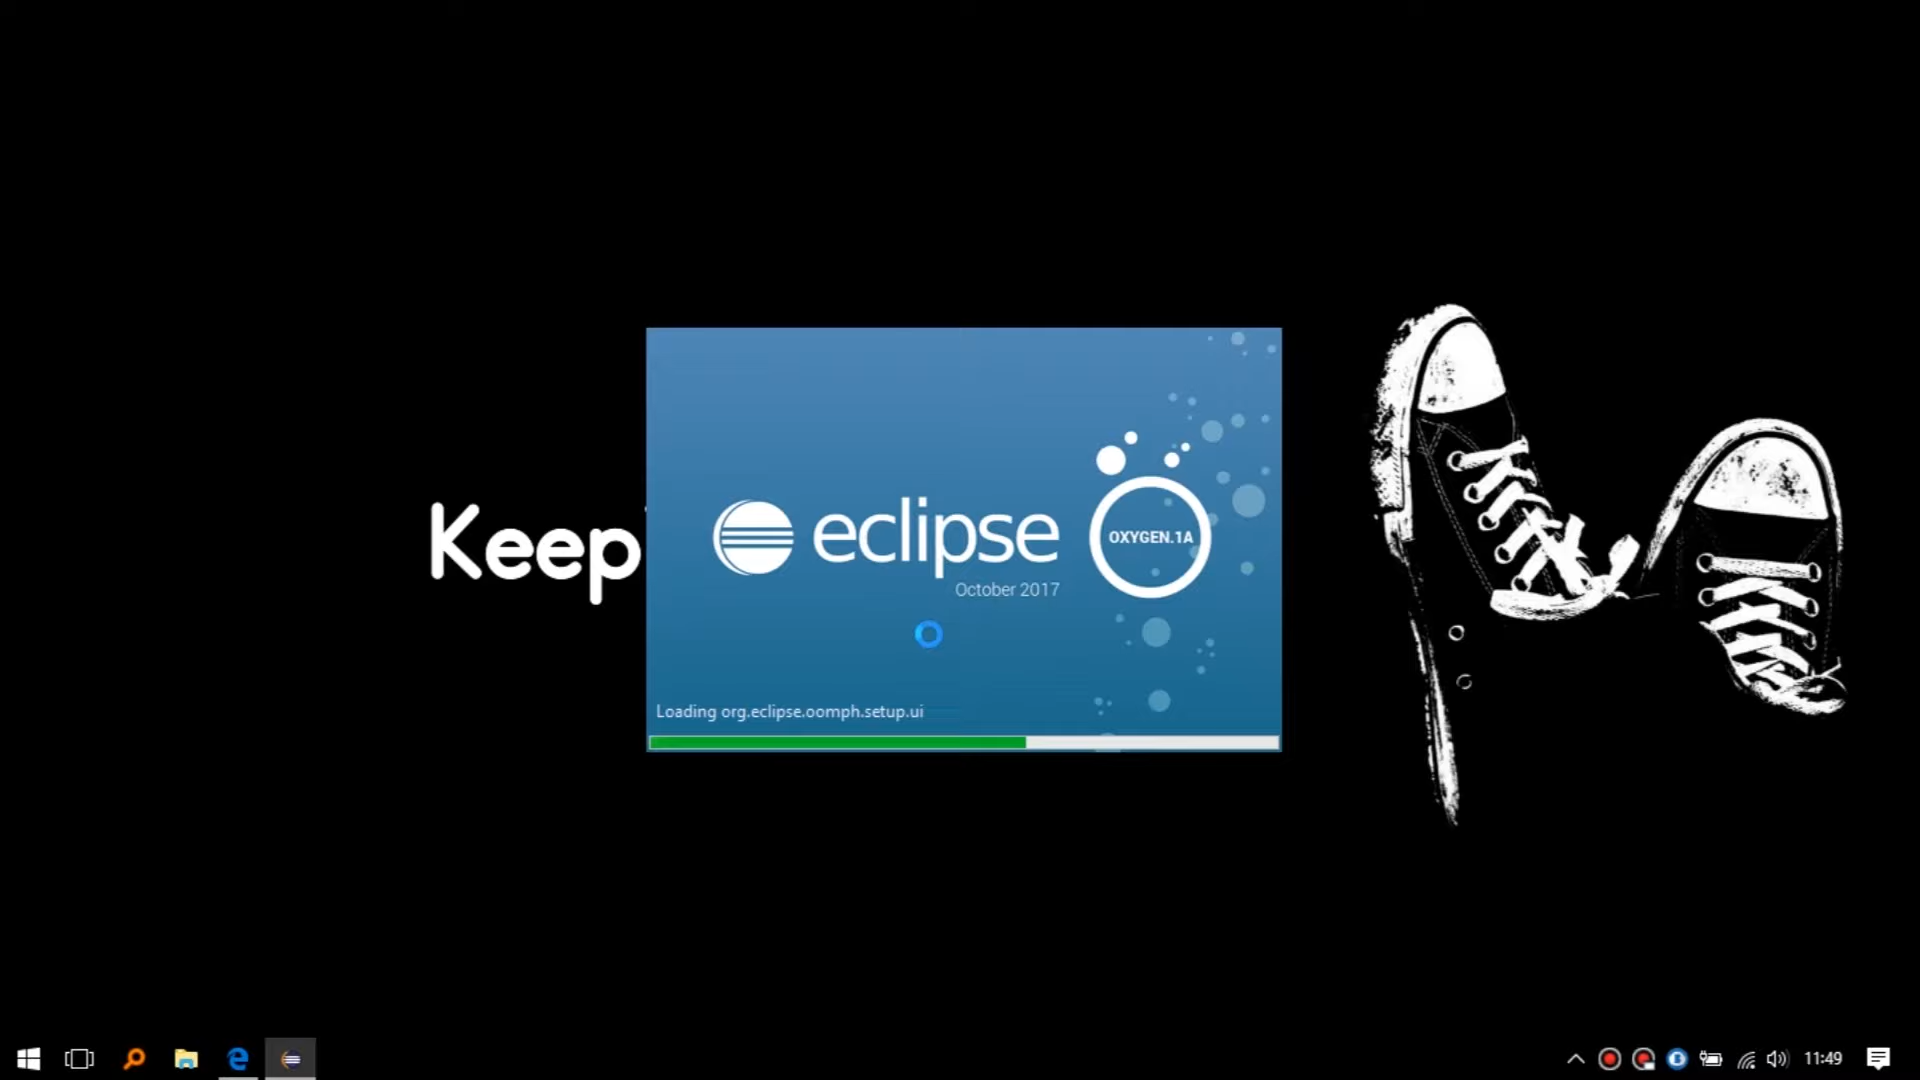 Keep
eclipse
OXYGEN.1A
October 2017
Loading org.eclipse.oomph.setup.ui
11:49